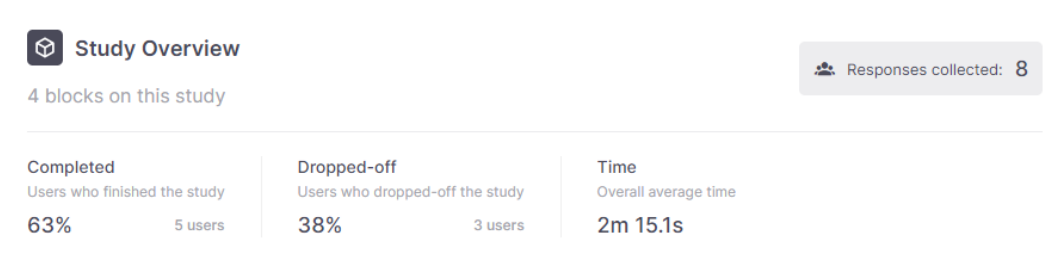 Study Overview
Responses collected: 8
4 blocks on this study
Completed
Users who finished the study
63%
5 users
Dropped-off
Users who dropped-off the study
38%
3 users
Time
Overall average time
2m 15.1s